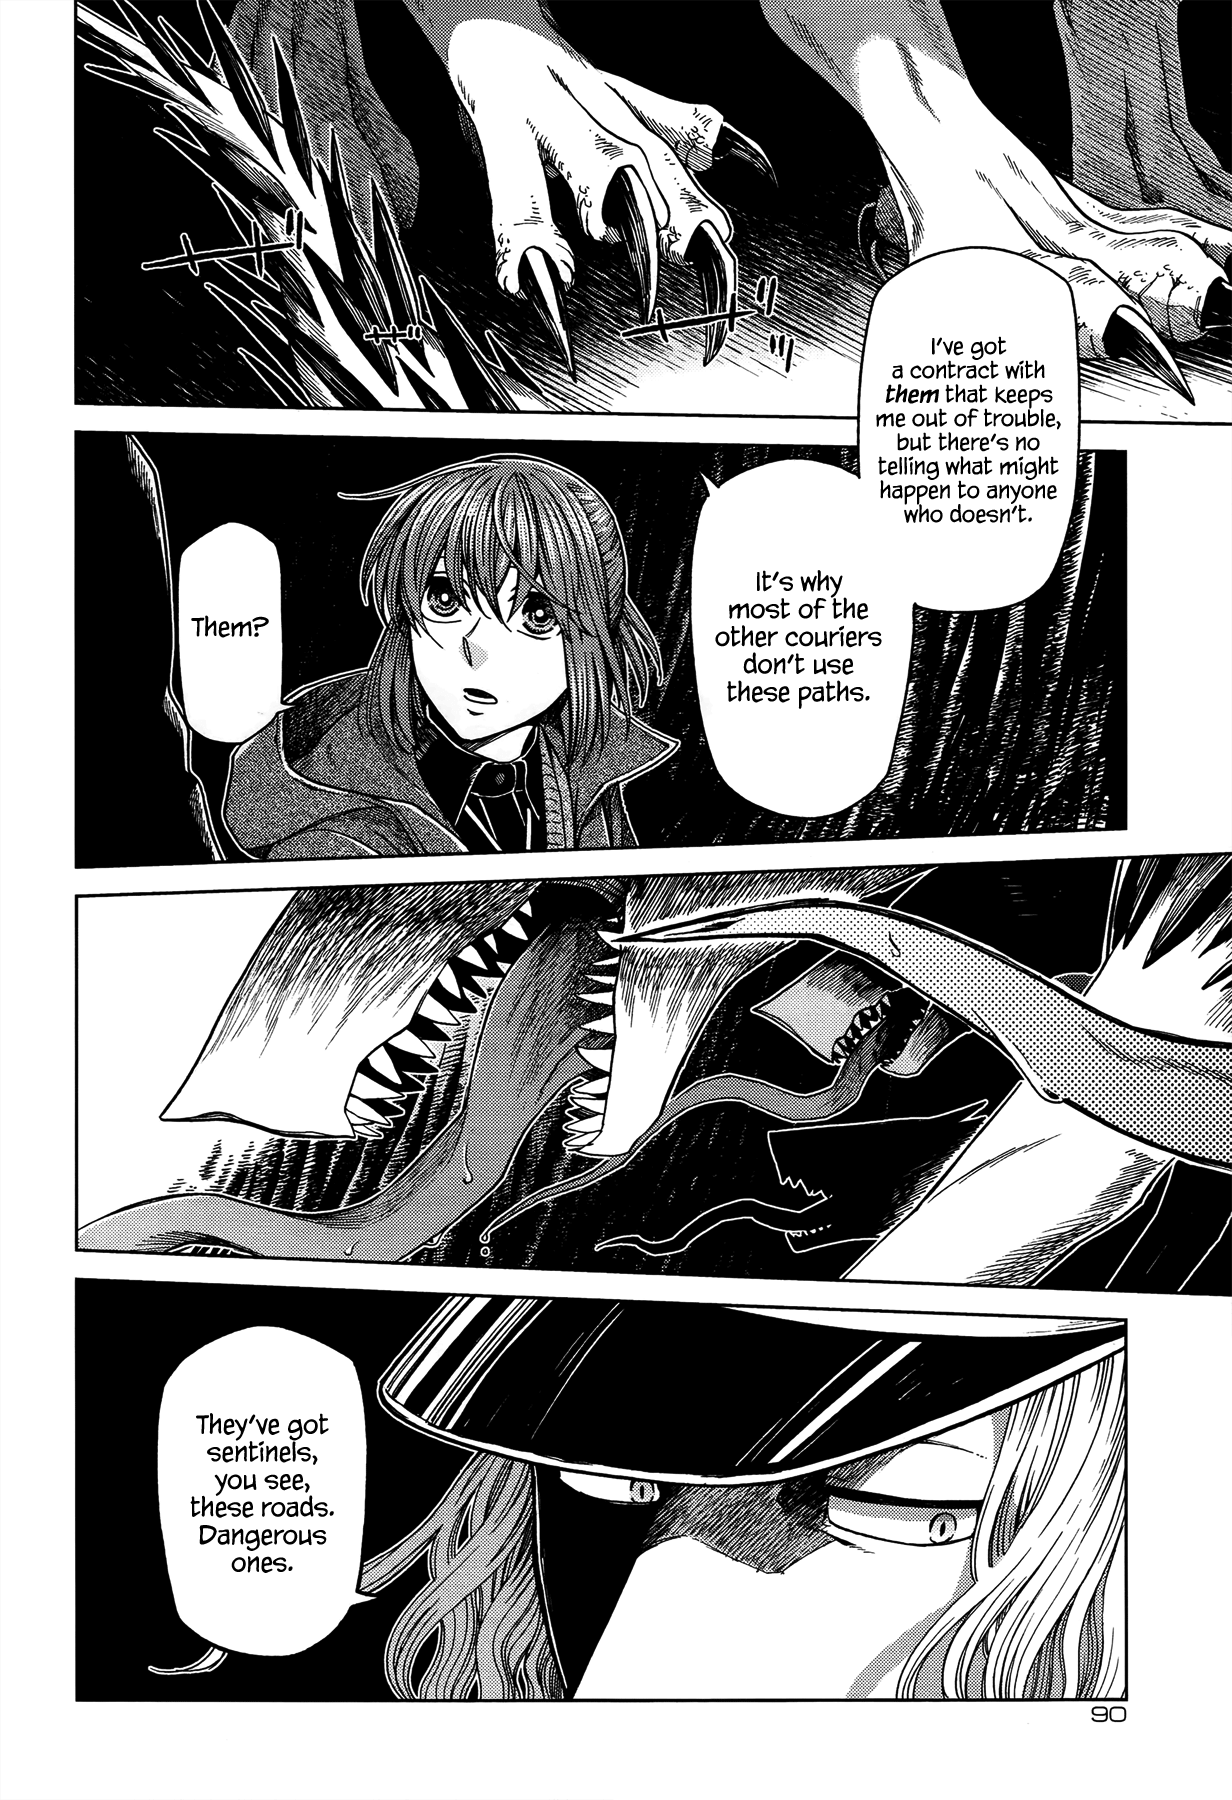 I've got
a contract with
them that keeps
me out of trouble,
but there's no
telling what might
happen to anyone
who doesn't.
It's why
most of the
other couriers
don't use
these paths.
Them?
They've got
sentinels,
you see,
these roads.
Dangerous
ones.
90